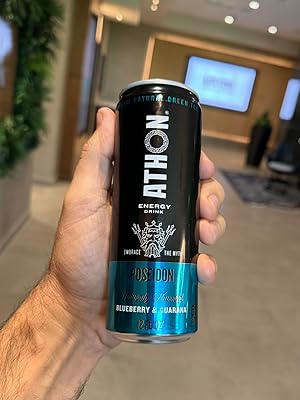 NATURAL GREEN
ATHON.
ENERGY
DRINK
EMBRACE THE MYTH
POSEIDON
Naturally Flavored
BLUEBERRY & GUARANA
12 FL OZ